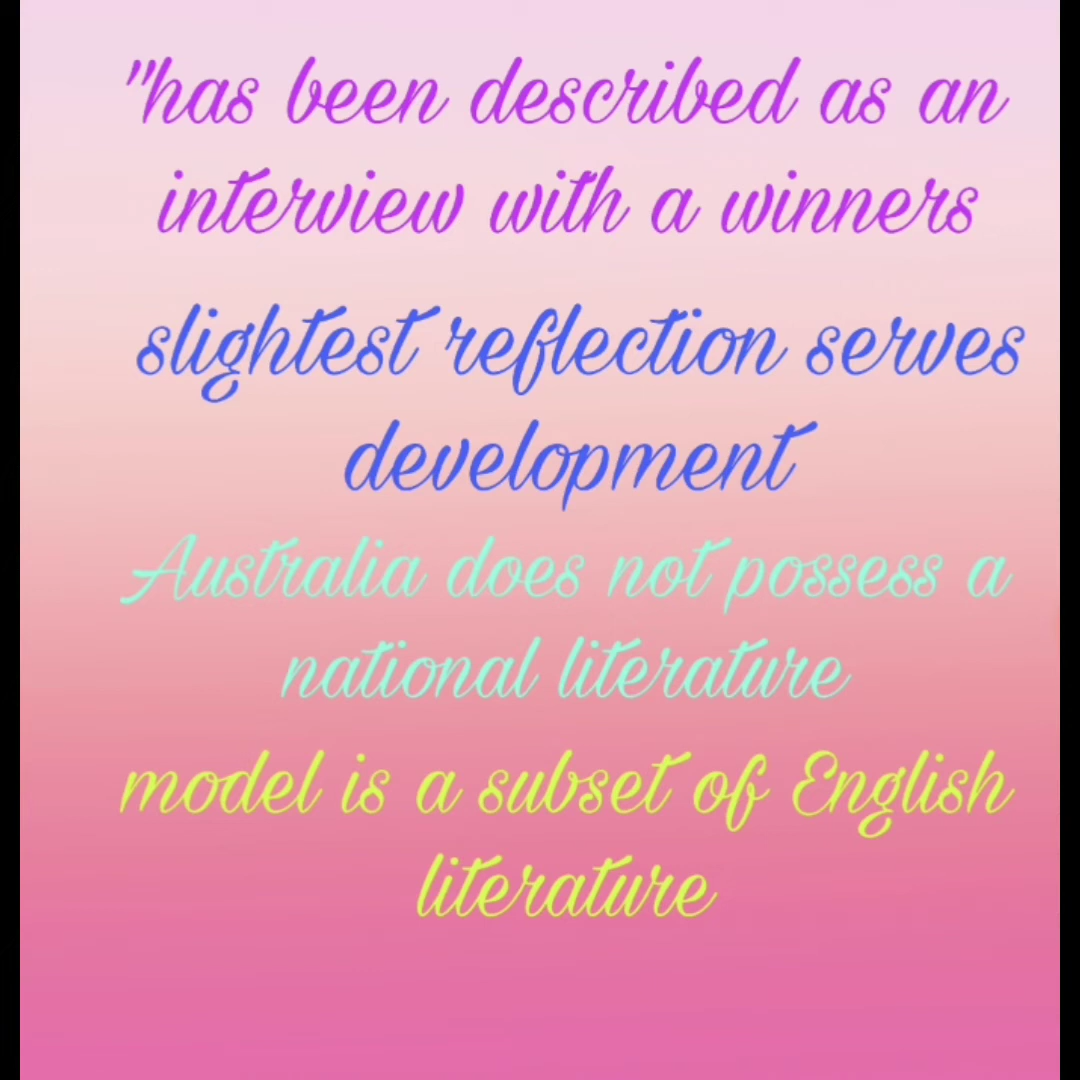 "has been described as an
interview with a winners
slightest reflection serves
development
Australia does not possess a
national literature
model is a subset of English
literature